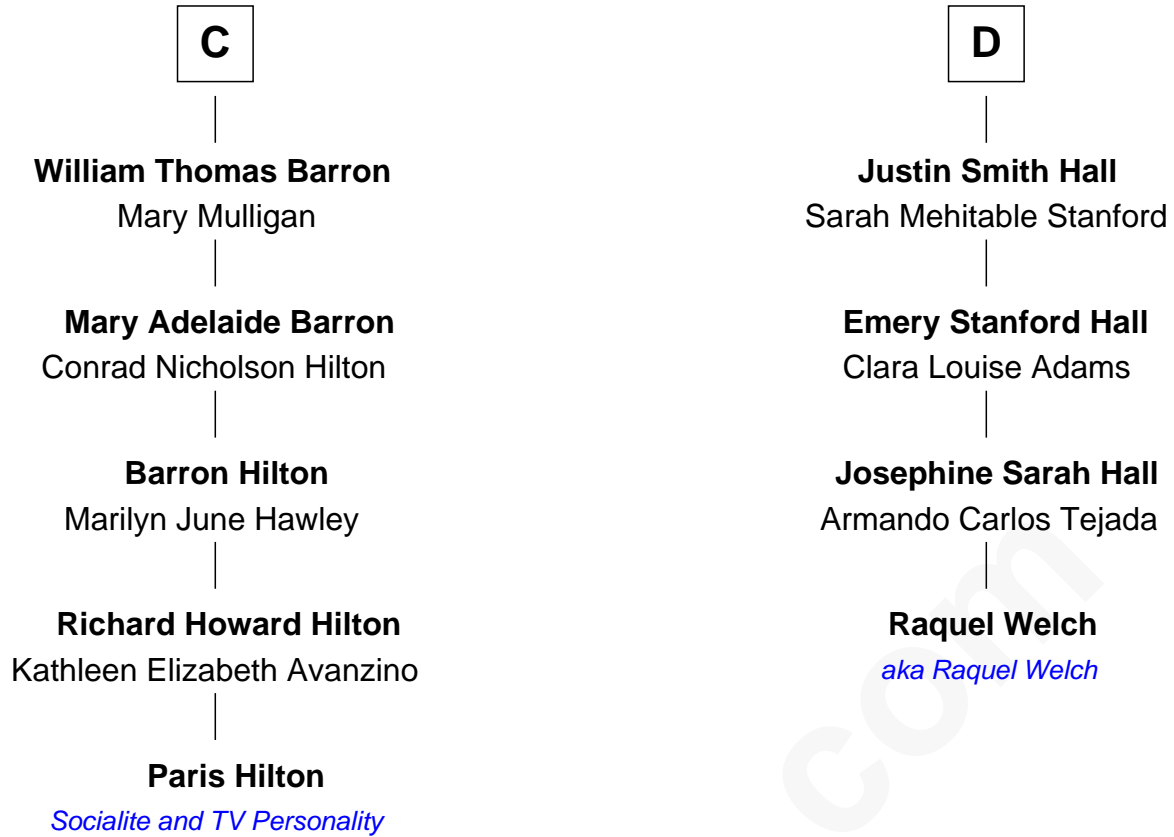 C
William Thomas Barron
Mary Mulligan
Mary Adelaide Barron
Conrad Nicholson Hilton
Barron Hilton
Marilyn June Hawley
Richard Howard Hilton
Kathleen Elizabeth Avanzino
Paris Hilton
Socialite and TV Personality
D
Justin Smith Hall
Sarah Mehitable Stanford
Emery Stanford Hall
Clara Louise Adams
Josephine Sarah Hall
Armando Carlos Tejada
Raquel Welch
aka Raquel Welch
com